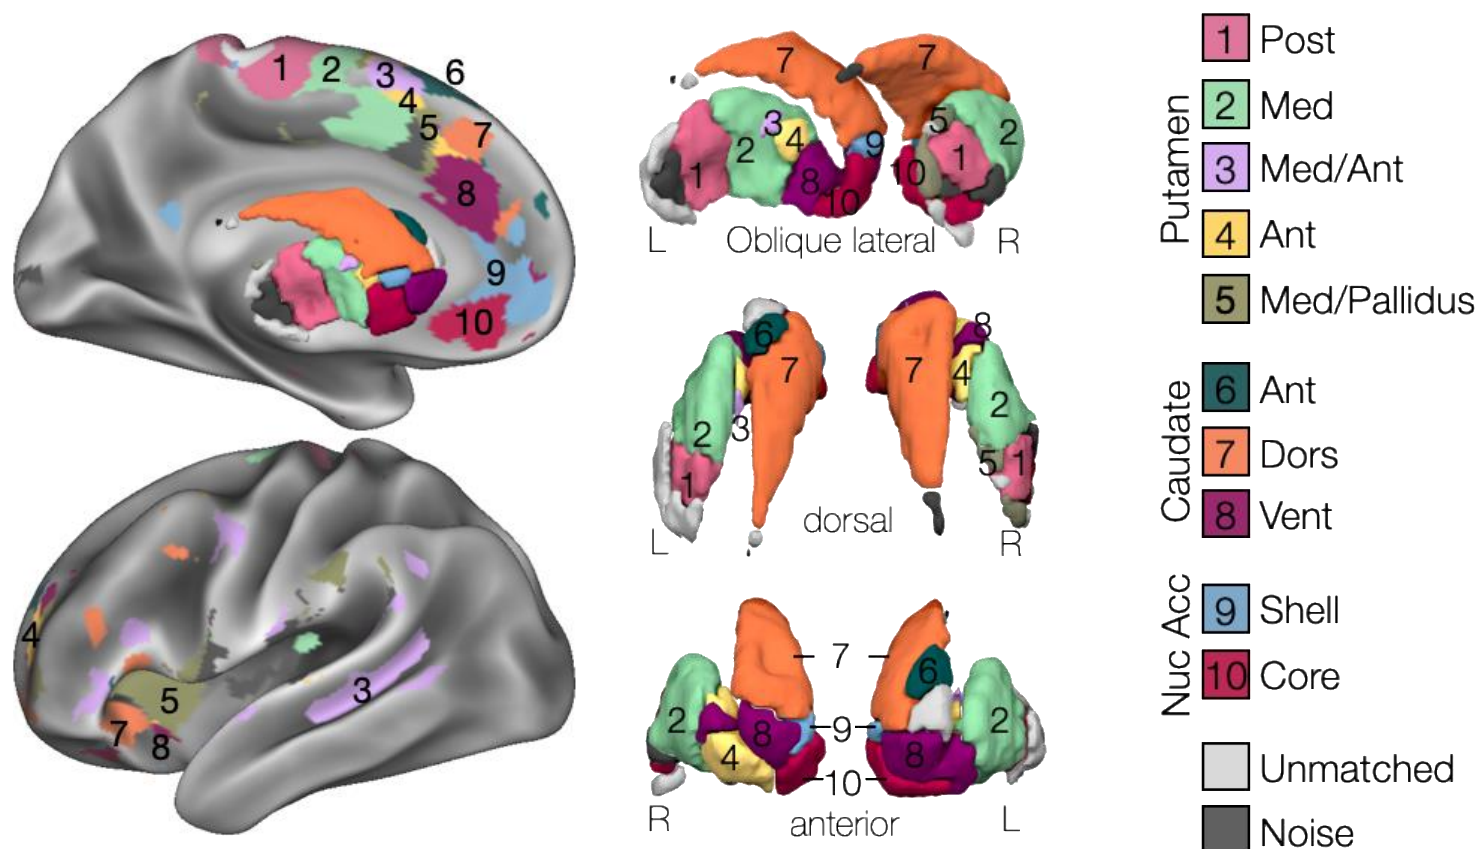 1
2
3
6
4
5
7
8
9
10
4
5
3
7
8
7
7
3
4
2
1
8
9
10
5
10
1
2
L
Oblique lateral
R
6
7
7
8
4
2
3
1
2
5
1
L
dorsal
R
7
6
2
8
4
9
8
2
10
R
anterior
L
Putamen
1 Post
2 Med
3 Med/Ant
4 Ant
5 Med/Pallidus
Caudate
6 Ant
7 Dors
8 Vent
Nuc Acc
9 Shell
10 Core
Unmatched
Noise